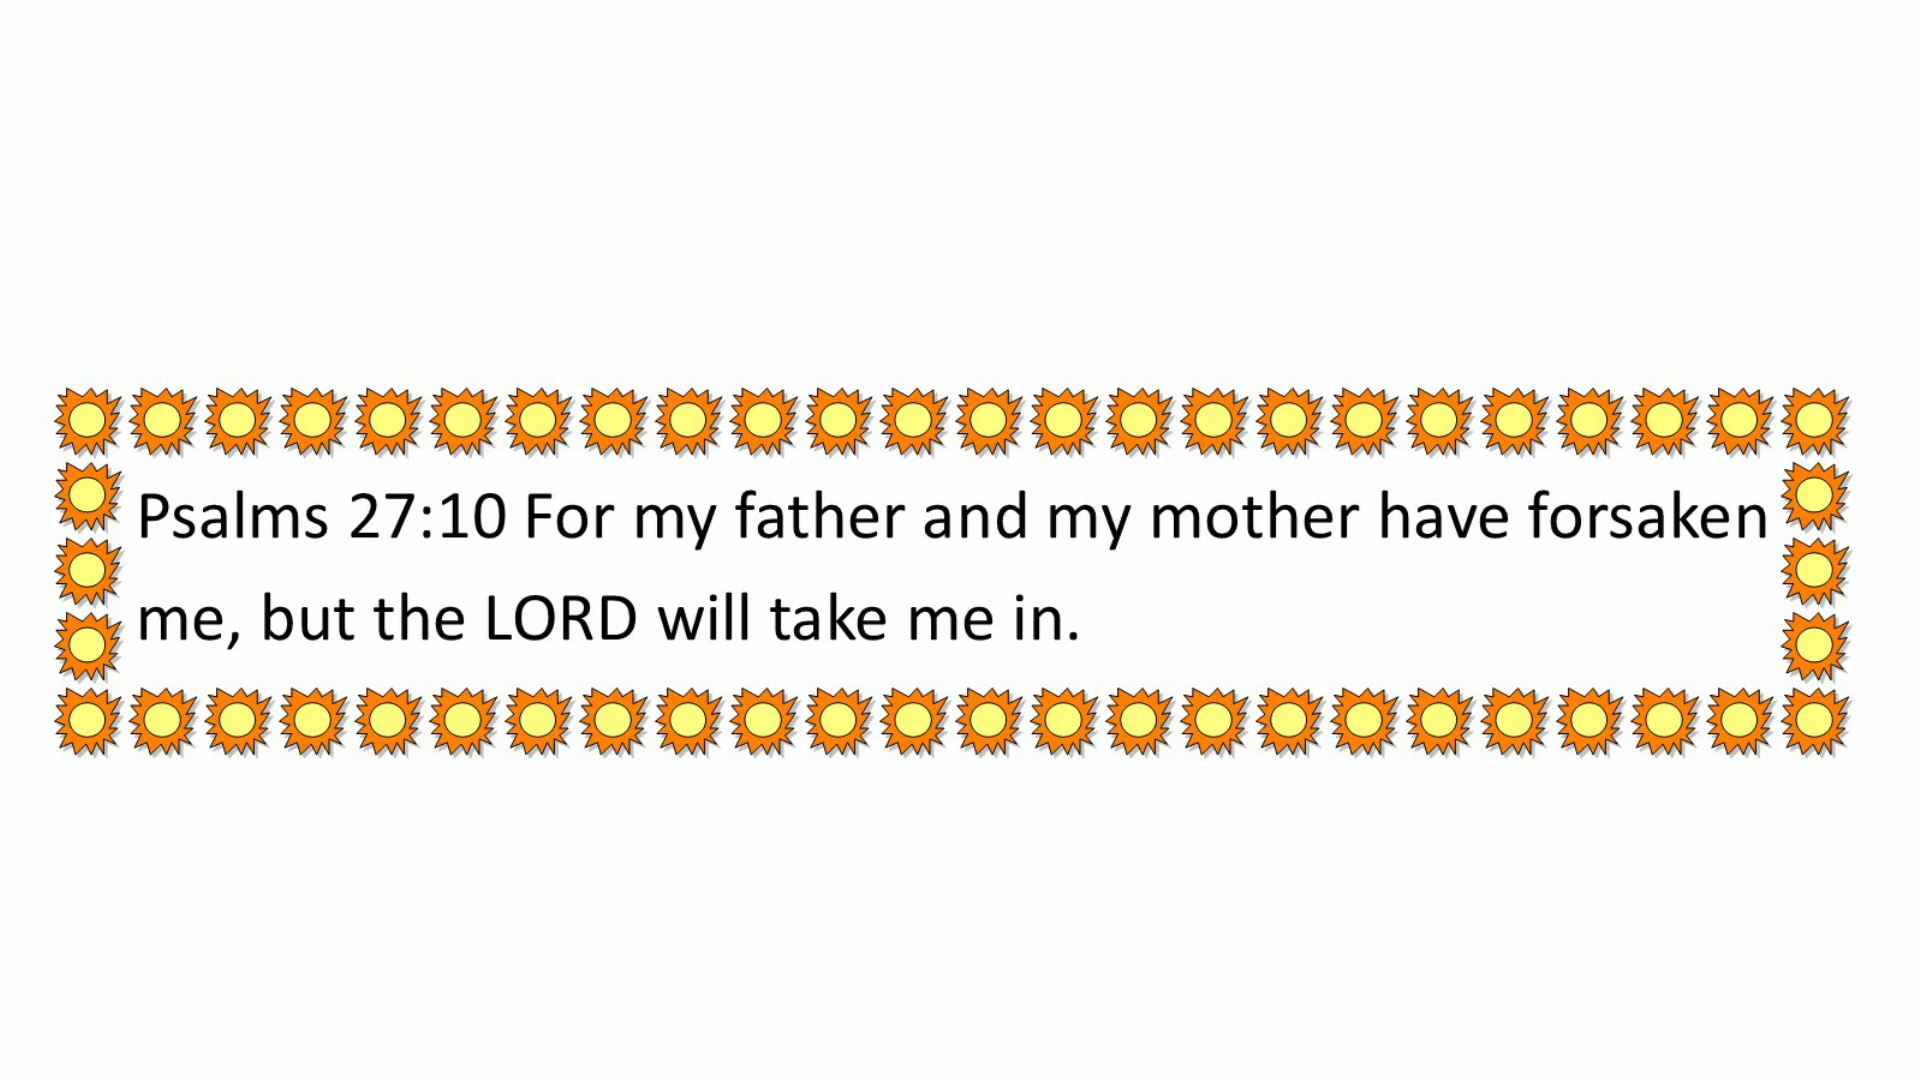 Psalms 27:10 For my father and my mother have forsaken
me, but the LORD will take me in.